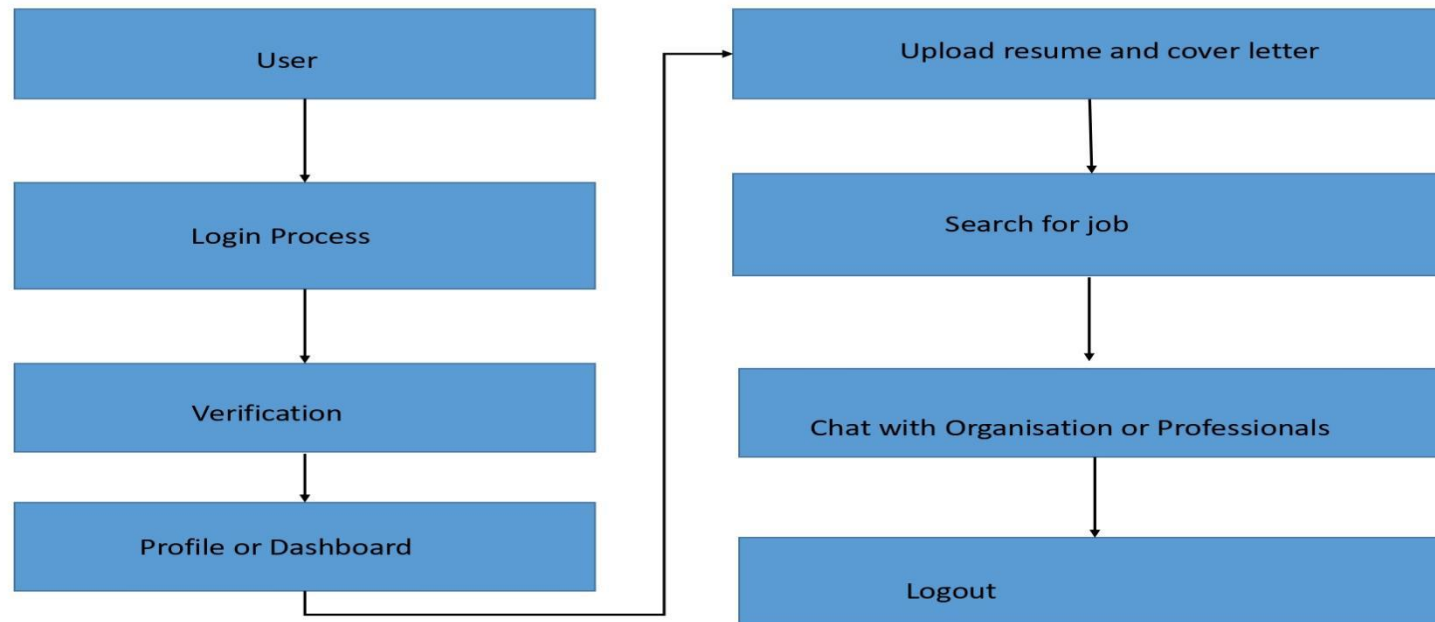 User
Login Process
Verification
Profile or Dashboard
Upload resume and cover letter
Search for job
Chat with Organisation or Professionals
Logout